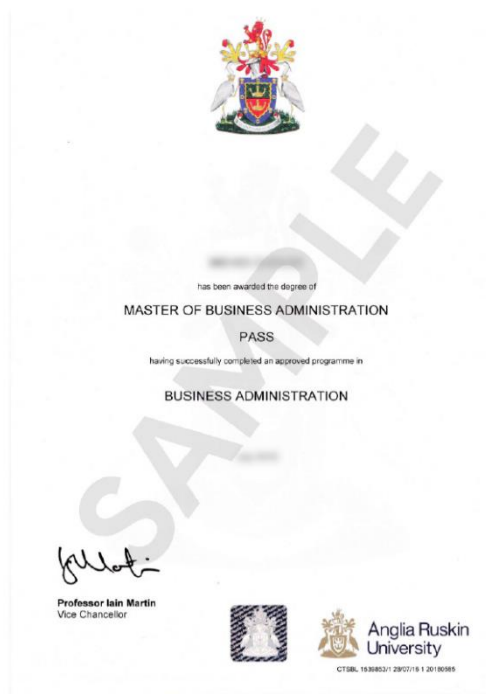 has been awarded the degree of
MASTER OF BUSINESS ADMINISTRATION
PASS
having successfully completed an approved programme in
BUSINESS ADMINISTRATION
SAMPLE
Professor Iain Martin
Vice Chancellor
Anglia Ruskin
University